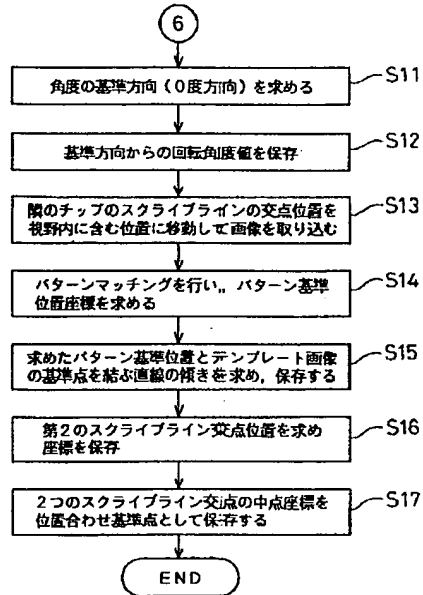 6
角度の基準方向(0度方向)を求める
S11
基準方向からの回転角度値を保存
S12
隣のチップのスクライブラインの交点位置を
視野内に含む位置に移動して画像を取り込む
S13
パターンマッチングを行い、パターン基準
位置座標を求める
S14
求めたパターン基準位置とテンプレート画像
の基準点を結ぶ直線の傾きを求め,保存する
S15
第2のスクライブライン交点位置を求め
座標を保存
S16
2つのスクライブライン交点の中点座標を
位置合わせ基準点として保存する
S17
END